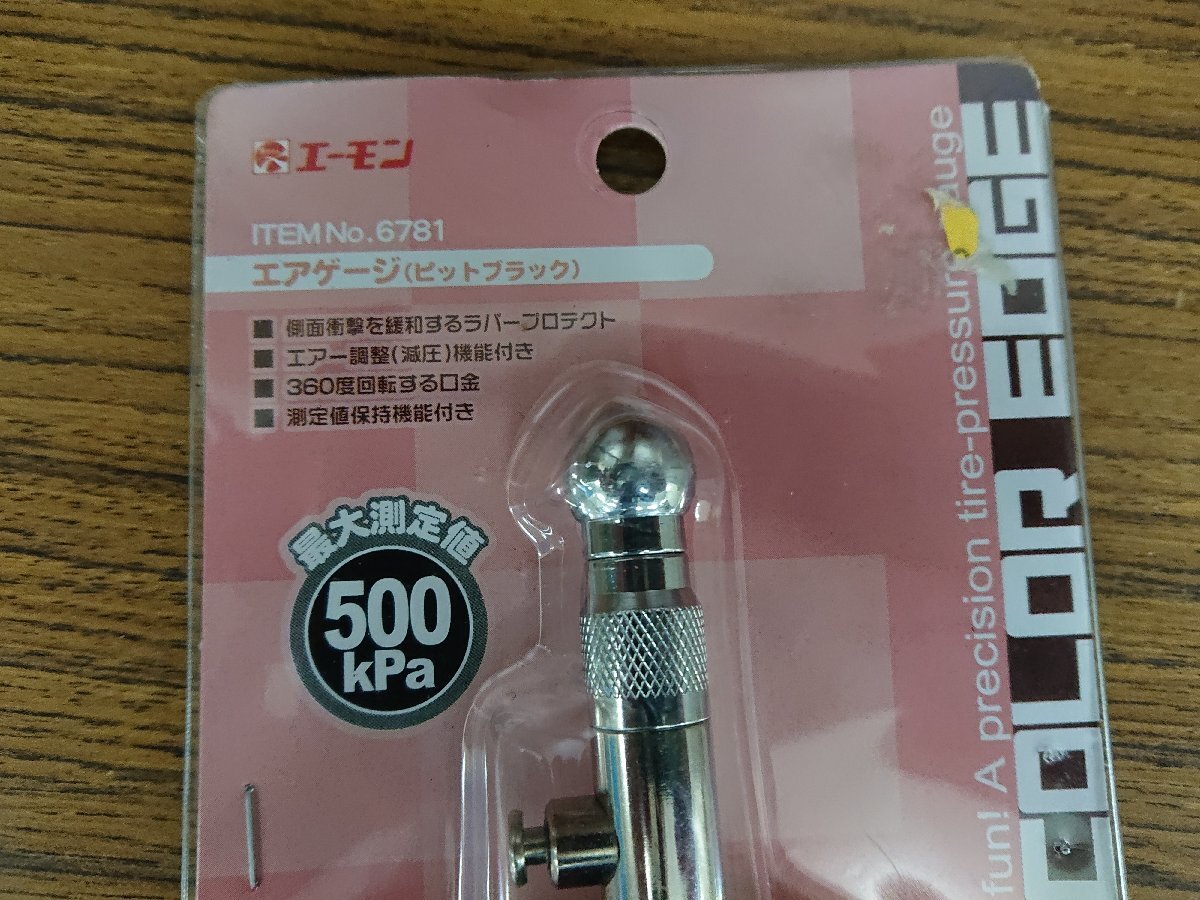 エーモン
ITEM No.6781
エアゲージ(ピットブラック)
■ 側面衝撃を緩和するラバープロテクト
■ エアー調整(減圧)機能付き
■ 360度回転する口金
■ 測定値保持機能付き
最大測定値
500
kPa
fun! A precision tire-pressure gauge
COLOR EDGE